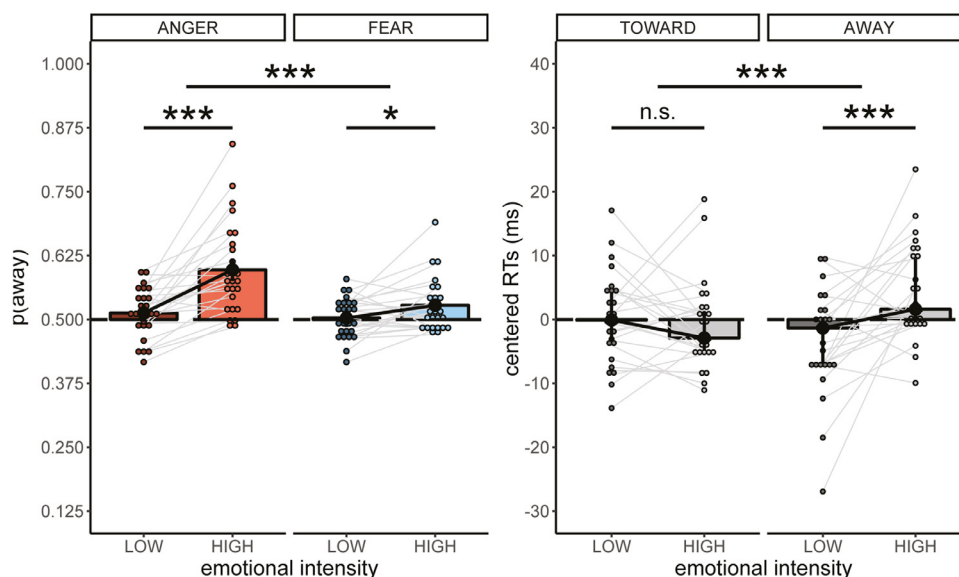 ANGER FEAR
***
*** *
1.000
0.875
0.750
0.625
0.500
0.375
0.250
0.125
p(away)
LOW HIGH LOW HIGH
emotional intensity
TOWARD AWAY
***
n.s. ***
40
30
20
10
0
-10
-20
-30
centered RTs (ms)
LOW HIGH LOW HIGH
emotional intensity